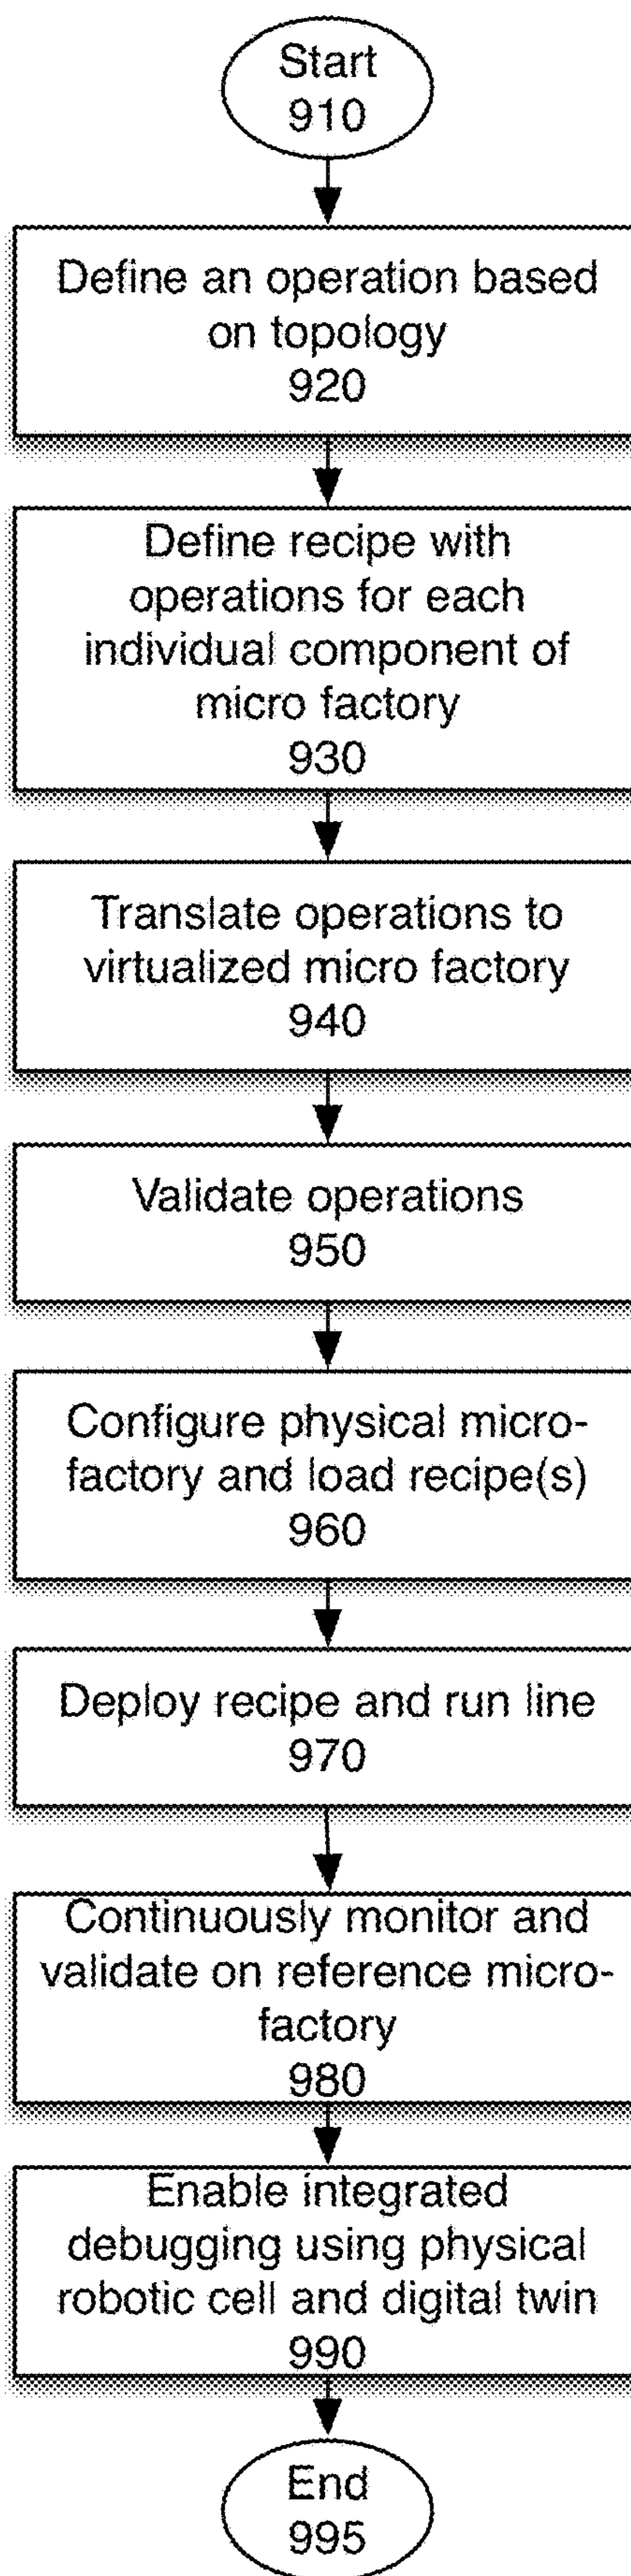 Start
910
Define an operation based
on topology
920
Define recipe with
operations for each
individual component of
micro factory
930
Translate operations to
virtualized micro factory
940
Validate operations
950
Configure physical micro-
factory and load recipe(s)
960
Deploy recipe and run line
970
Continuously monitor and
validate on reference micro-
factory
980
Enable integrated
debugging using physical
robotic cell and digital twin
990
End
995